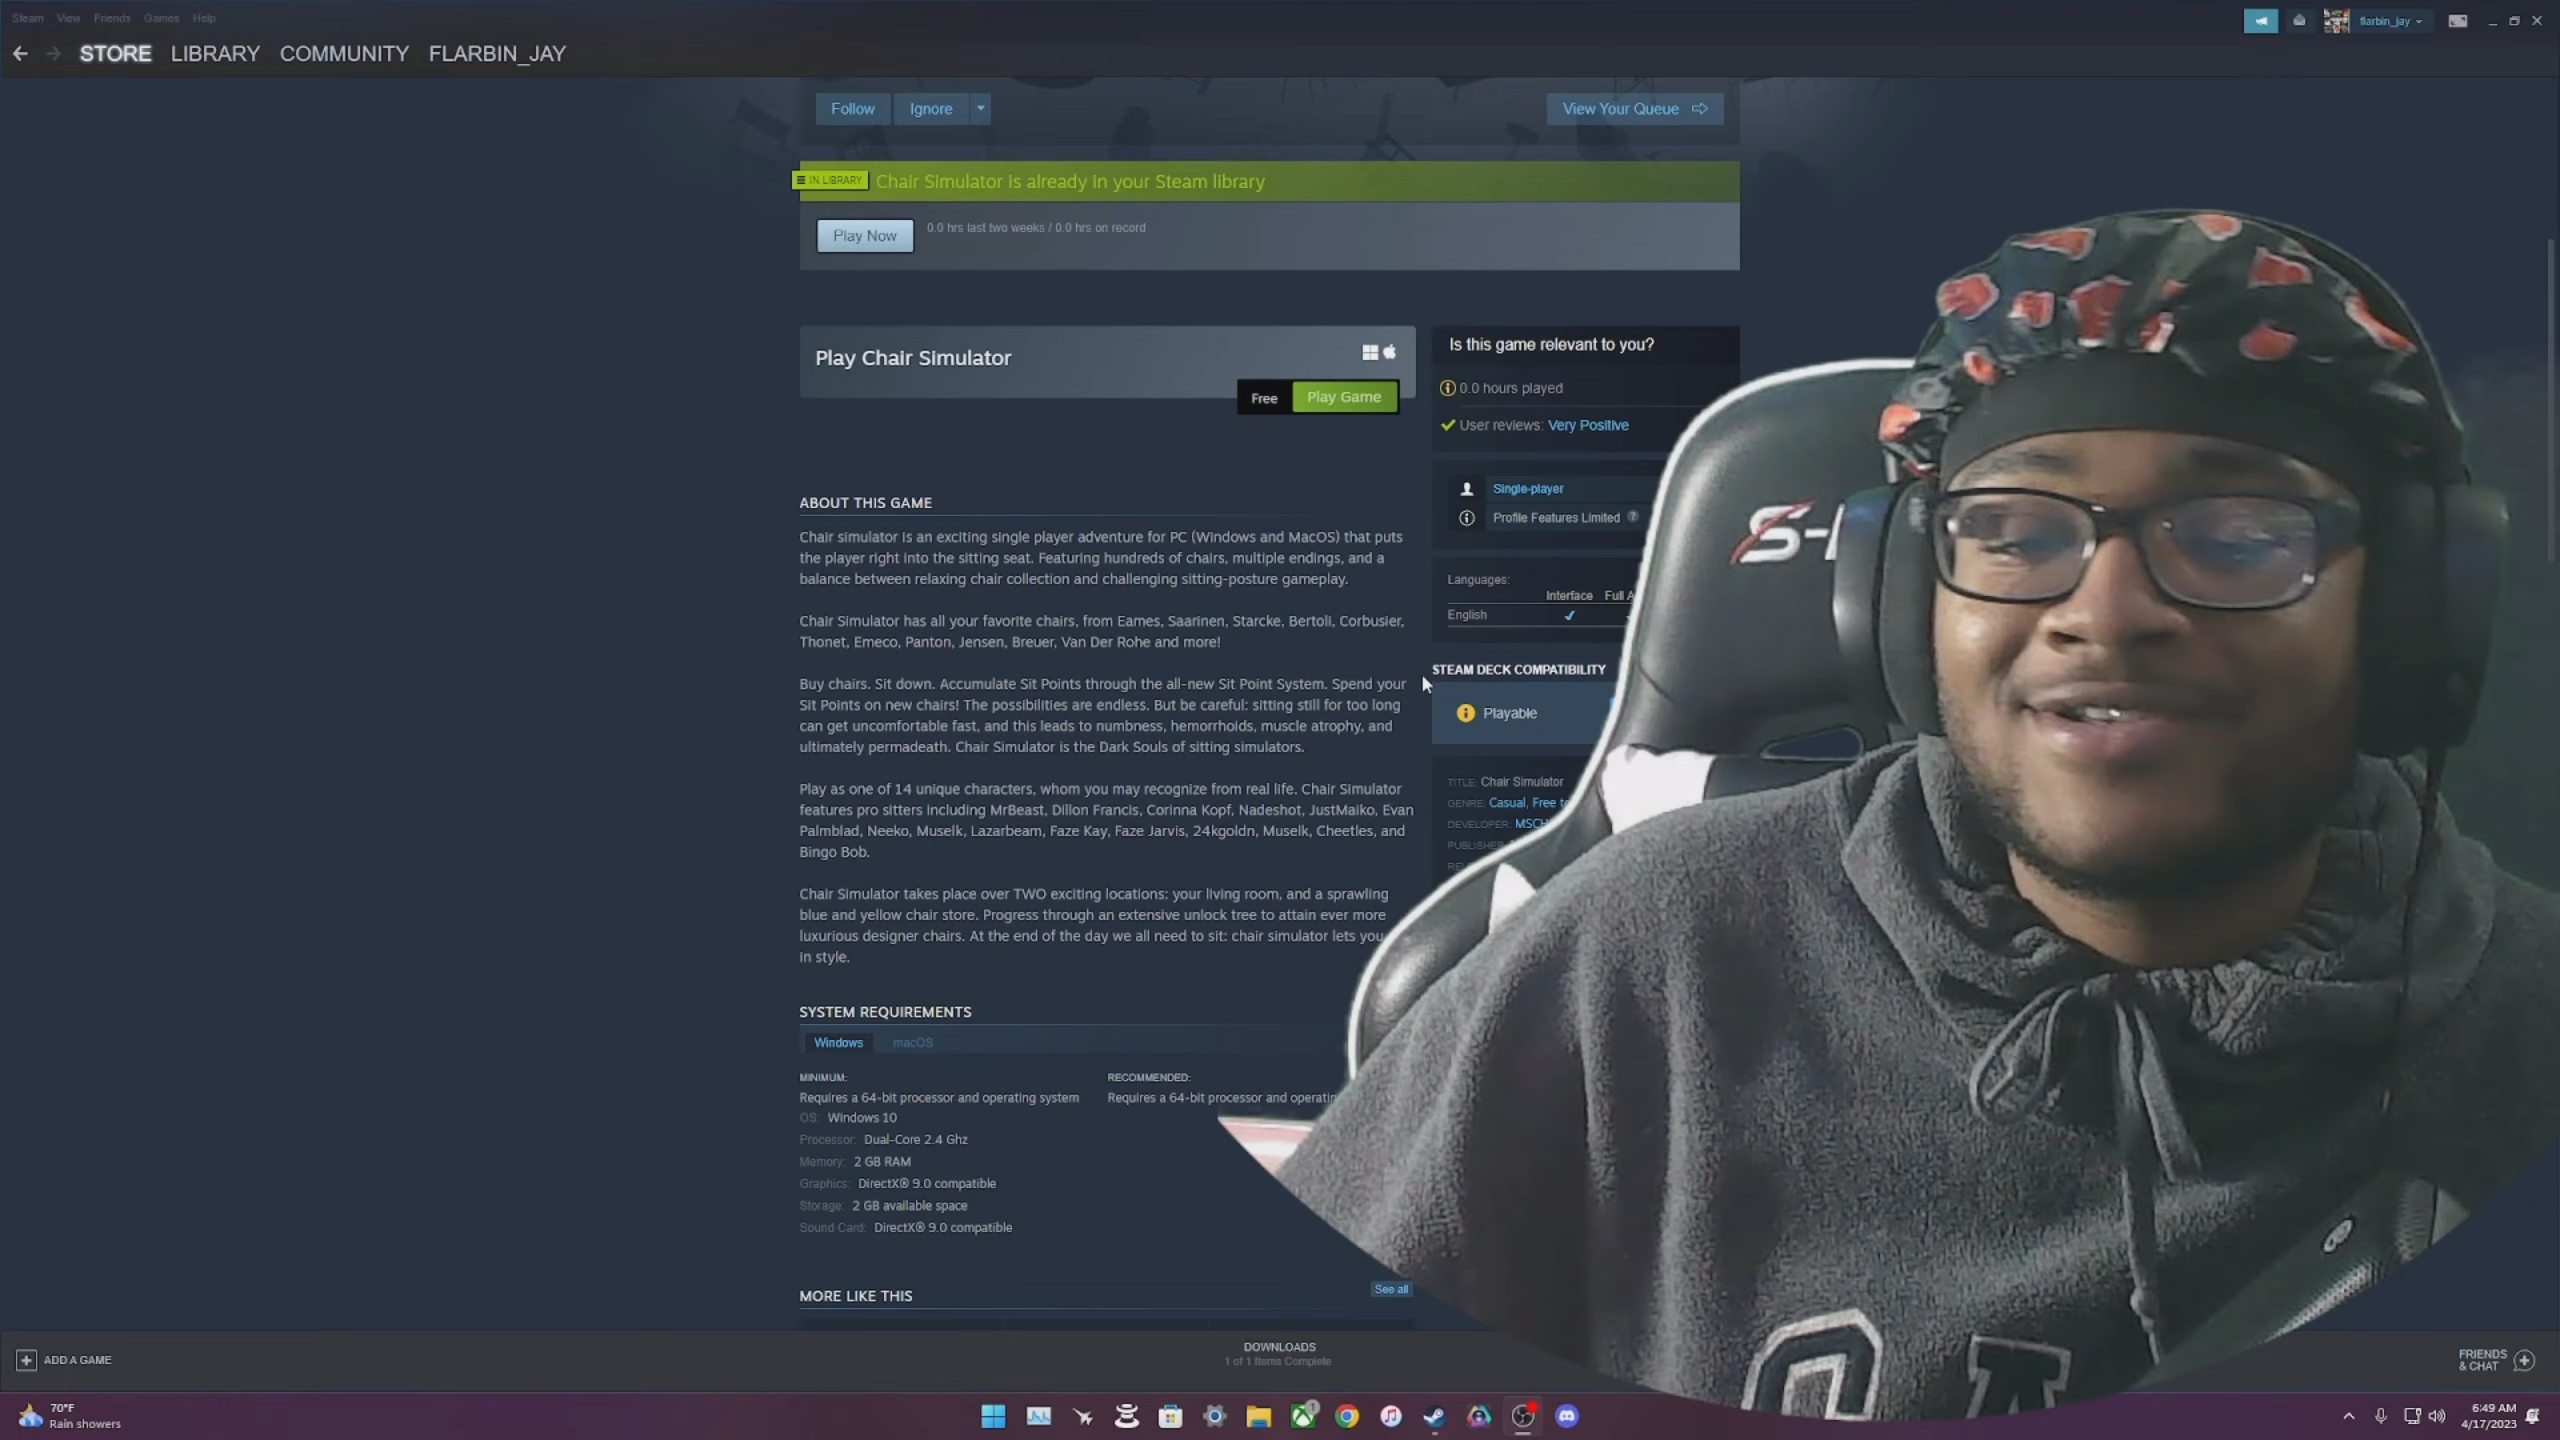 Steam View Friends Games Help
flarbin_jay
STORE LIBRARY COMMUNITY FLARBIN_JAY
Follow Ignore
View Your Queue
IN LIBRARY
Chair Simulator is already in your Steam library
Play Now
0.0 hrs last two weeks / 0.0 hrs on record
Play Chair Simulator
Free Play Game
Is this game relevant to you?
0.0 hours played
User reviews: Very Positive
Single-player
Profile Features Limited ?
Languages:
Interface Full A
English
STEAM DECK COMPATIBILITY
Playable
TITLE: Chair Simulator
GENRE: Casual, Free to
DEVELOPER: MSCH
PUBLISHER:
ABOUT THIS GAME
Chair simulator is an exciting single player adventure for PC (Windows and MacOS) that puts
the player right into the sitting seat. Featuring hundreds of chairs, multiple endings, and a
balance between relaxing chair collection and challenging sitting-posture gameplay.
Chair Simulator has all your favorite chairs, from Eames, Saarinen, Starcke, Bertoli, Corbusier,
Thonet, Emeco, Panton, Jensen, Breuer, Van Der Rohe and more!
Buy chairs. Sit down. Accumulate Sit Points through the all-new Sit Point System. Spend your
Sit Points on new chairs! The possibilities are endless. But be careful: sitting still for too long
can get uncomfortable fast, and this leads to numbness, hemorrhoids, muscle atrophy, and
ultimately permadeath. Chair Simulator is the Dark Souls of sitting simulators.
Play as one of 14 unique characters, whom you may recognize from real life. Chair Simulator
features pro sitters including MrBeast, Dillon Francis, Corinna Kopf, Nadeshot, JustMaiko, Evan
Palmblad, Neeko, Muselk, Lazarbeam, Faze Kay, Faze Jarvis, 24kgoldn, Muselk, Cheetles, and
Bingo Bob.
Chair Simulator takes place over TWO exciting locations: your living room, and a sprawling
blue and yellow chair store. Progress through an extensive unlock tree to attain ever more
luxurious designer chairs. At the end of the day we all need to sit: chair simulator lets you
in style.
SYSTEM REQUIREMENTS
Windows macOS
MINIMUM:
Requires a 64-bit processor and operating system
OS: Windows 10
Processor: Dual-Core 2.4 Ghz
Memory: 2 GB RAM
Graphics: DirectX® 9.0 compatible
Storage: 2 GB available space
Sound Card: DirectX® 9.0 compatible
RECOMMENDED:
Requires a 64-bit processor and operatin
MORE LIKE THIS
See all
ADD A GAME
DOWNLOADS
1 of 1 Items Complete
FRIENDS
& CHAT
70°F
Rain showers
1
6:49 AM
4/17/2023
S-